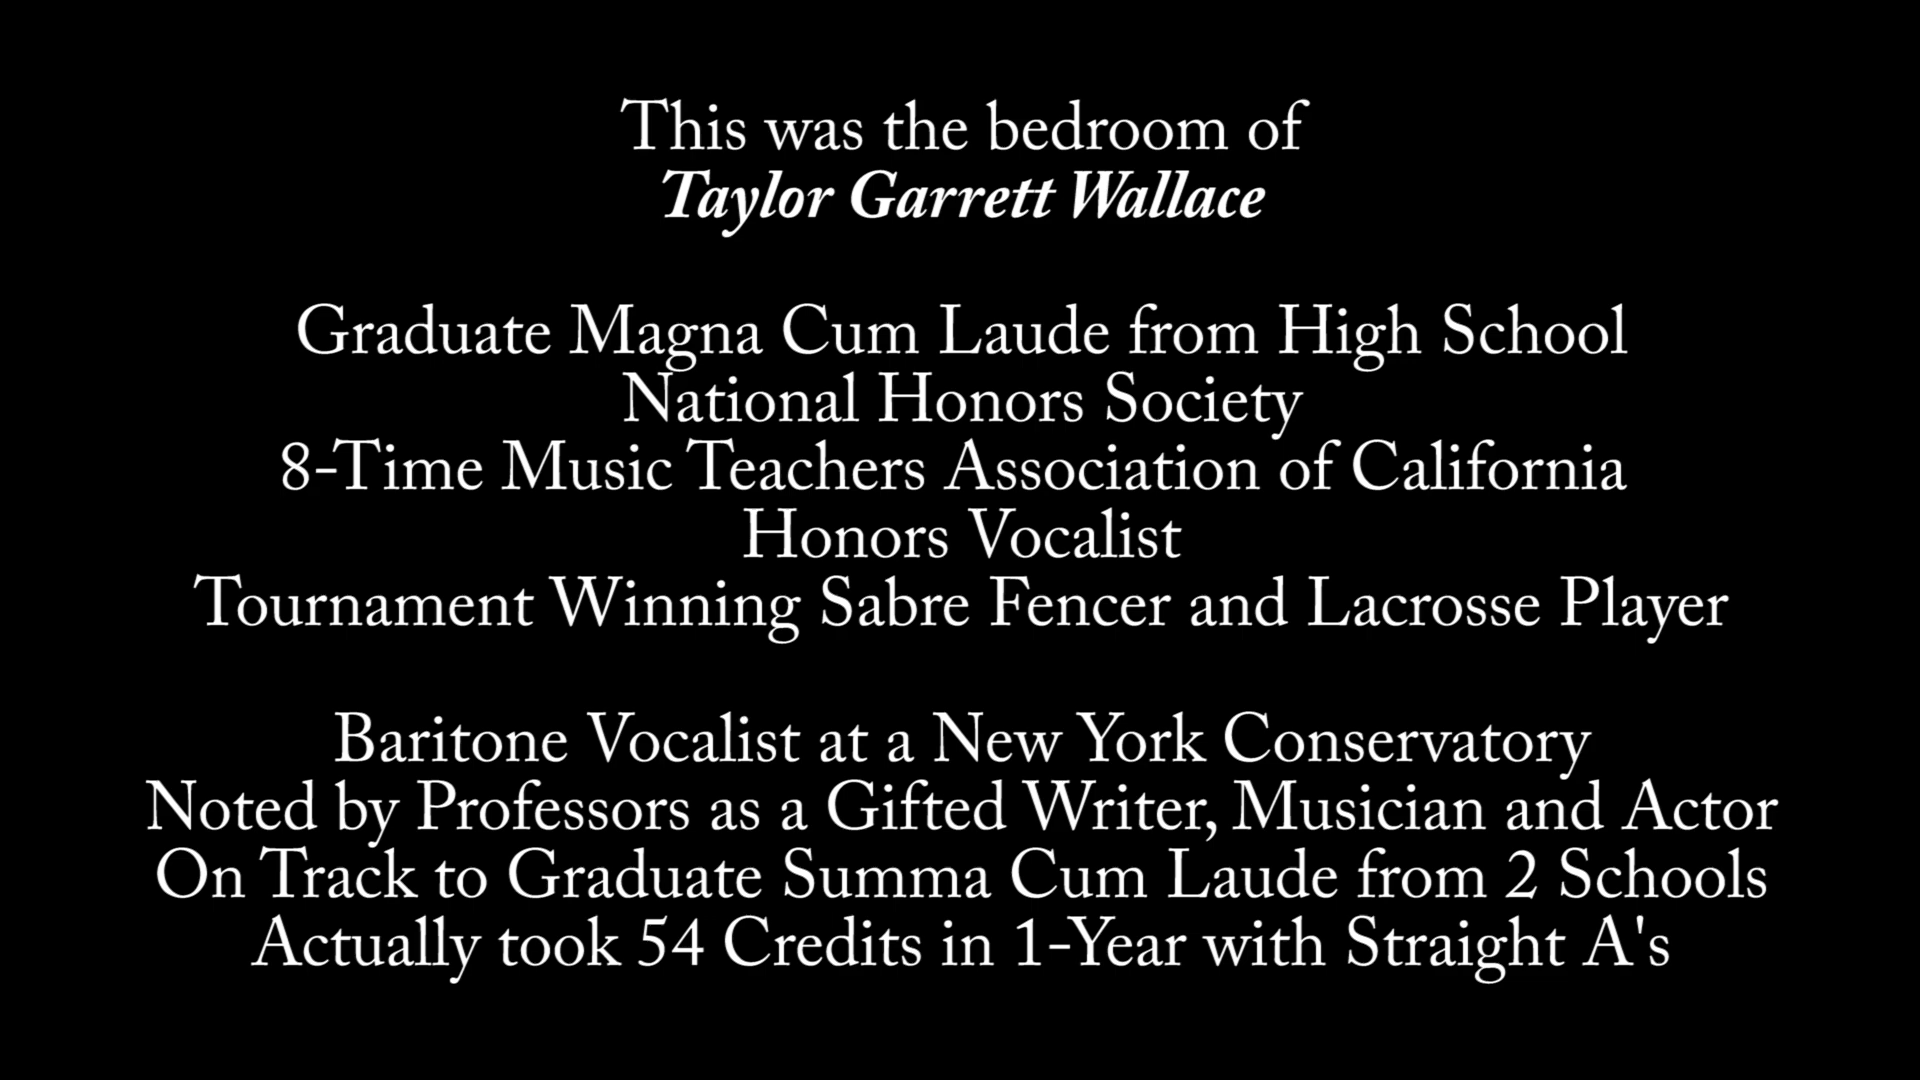 This was the bedroom of
Taylor Garrett Wallace
Graduate Magna Cum Laude from High School
National Honors Society
8-Time Music Teachers Association of California
Honors Vocalist
Tournament Winning Sabre Fencer and Lacrosse Player
Baritone Vocalist at a New York Conservatory
Noted by Professors as a Gifted Writer, Musician and Actor
On Track to Graduate Summa Cum Laude from 2 Schools
Actually took 54 Credits in 1-Year with Straight A's